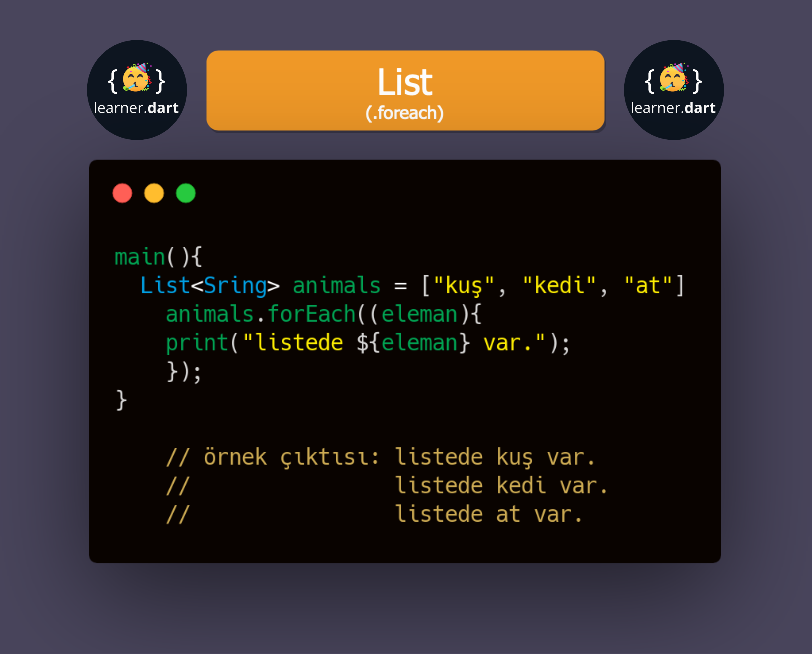 {🥳}
learner.dart
List
(.foreach)
{🥳}
learner.dart
main(){
  List<Sring> animals = ["kuş", "kedi", "at"]
    animals.forEach((eleman){
    print("listede ${eleman} var.");
    });
}
    // örnek çıktısı: listede kuş var.
    //                listede kedi var.
    //                listede at var.